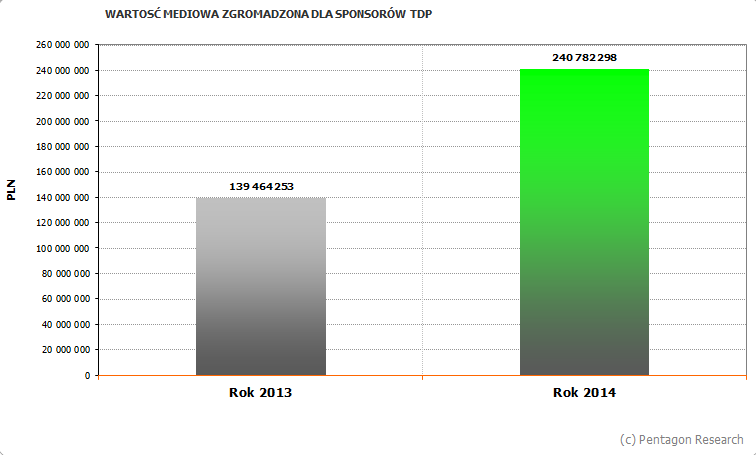 WARTOSĆ MEDIOWA ZGROMADZONA DLA SPONSORÓW TDP
260 000 000
240 000 000
220 000 000
200 000 000
180 000 000
160 000 000
140 000 000
120 000 000
100 000 000
80 000 000
60 000 000
40 000 000
20 000 000
0
PLN
139 464 253
240 782 298
Rok 2013
Rok 2014
(c) Pentagon Research